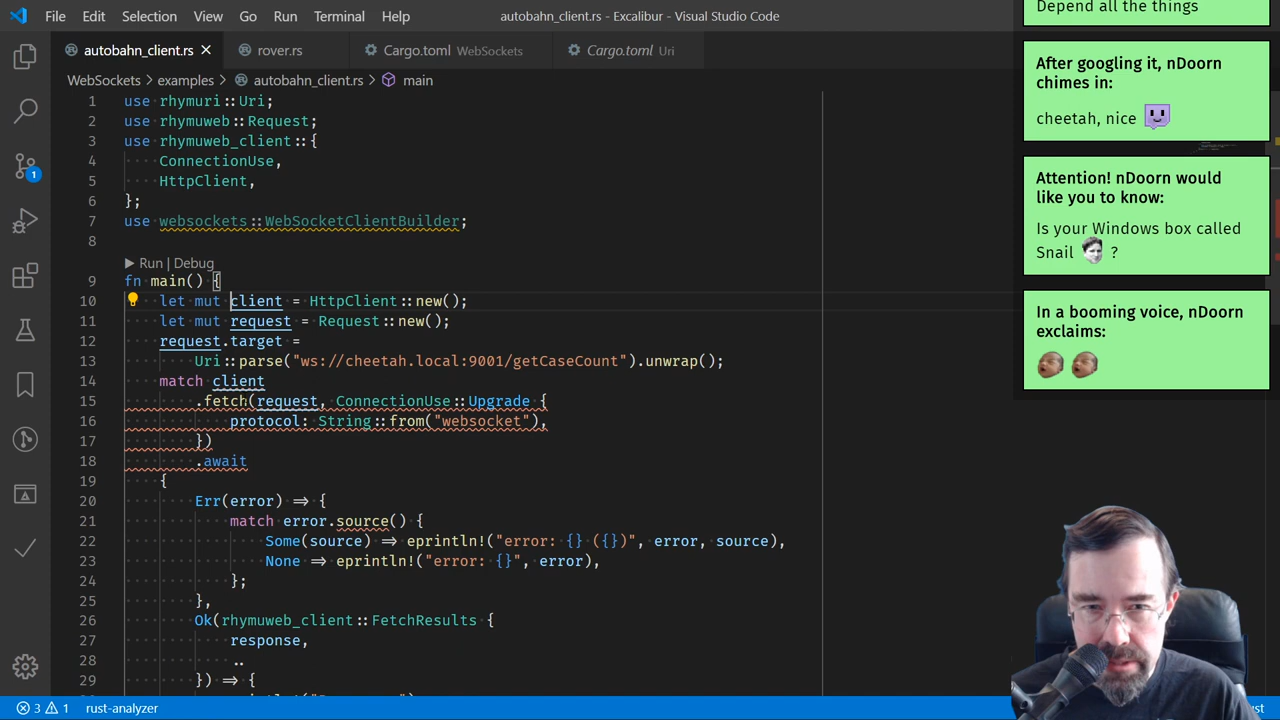 File Edit Selection View Go Run Terminal Help
autobahn_client.rs - Excalibur - Visual Studio Code
autobahn_client.rs
rover.rs
Cargo.toml WebSockets
Cargo.toml Uri
WebSockets > examples > autobahn_client.rs > main
1 use rhymuri::Uri;
2 use rhymuweb::Request;
3 use rhymuweb_client::{
4 ConnectionUse,
5 HttpClient,
6 };
7 use websockets::WebSocketClientBuilder;
8
Run | Debug
9 fn main() {
10 let mut client = HttpClient::new();
11 let mut request = Request::new();
12 request.target =
13 Uri::parse("ws://cheetah.local:9001/getCaseCount").unwrap();
14 match client
15 .fetch(request, ConnectionUse::Upgrade {
16 protocol: String::from("websocket"),
17 })
18 .await
19 {
20 Err(error) => {
21 match error.source() {
22 Some(source) => eprintln!("error: {} ({})", error, source),
23 None => eprintln!("error: {}", error),
24 };
25 },
26 Ok(rhymuweb_client::FetchResults {
27 response,
28 ..
}) => {
1
3 1 rust-analyzer
Depend all the things
After googling it, nDoorn
chimes in:
cheetah, nice
Attention! nDoorn would
like you to know:
Is your Windows box called
Snail ?
In a booming voice, nDoorn
exclaims: